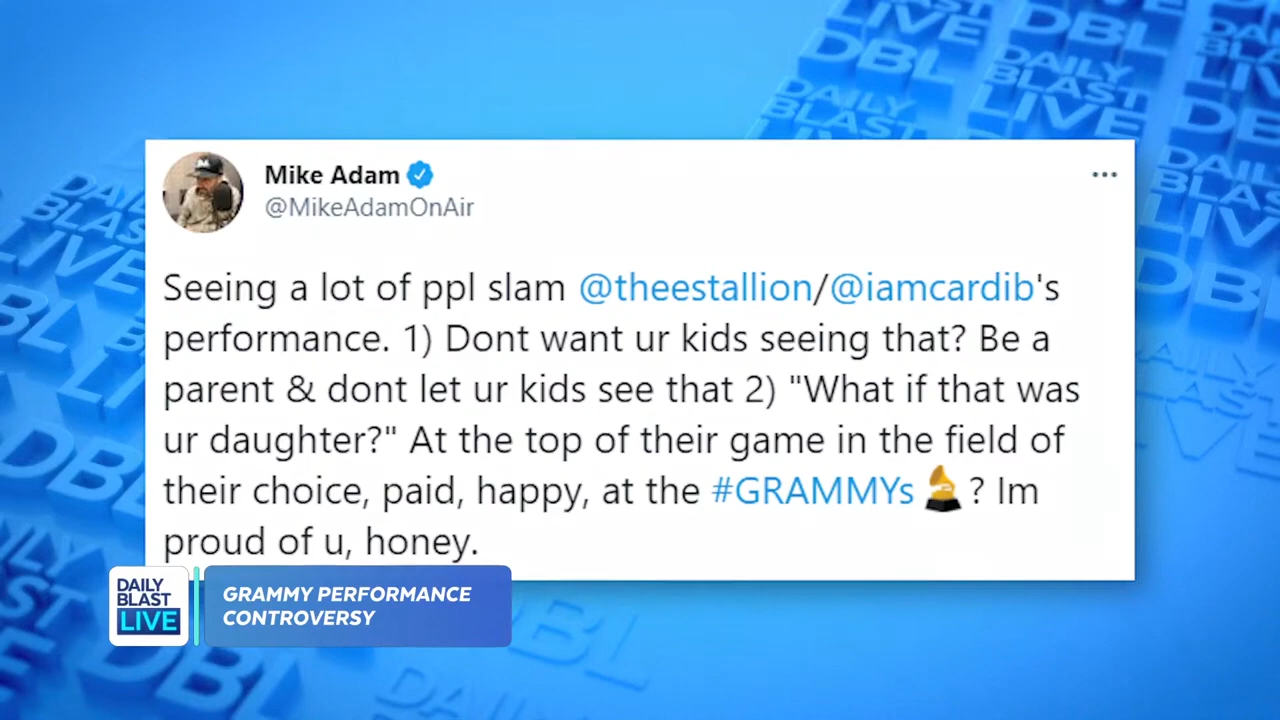 Mike Adam
@MikeAdamOnAir
Seeing a lot of ppl slam @theestallion/@iamcardib's
performance. 1) Dont want ur kids seeing that? Be a
parent & dont let ur kids see that 2) "What if that was
ur daughter?" At the top of their game in the field of
their choice, paid, happy, at the #GRAMMYs ? Im
proud of u, honey.
DAILY
BLAST
LIVE
GRAMMY PERFORMANCE
CONTROVERSY